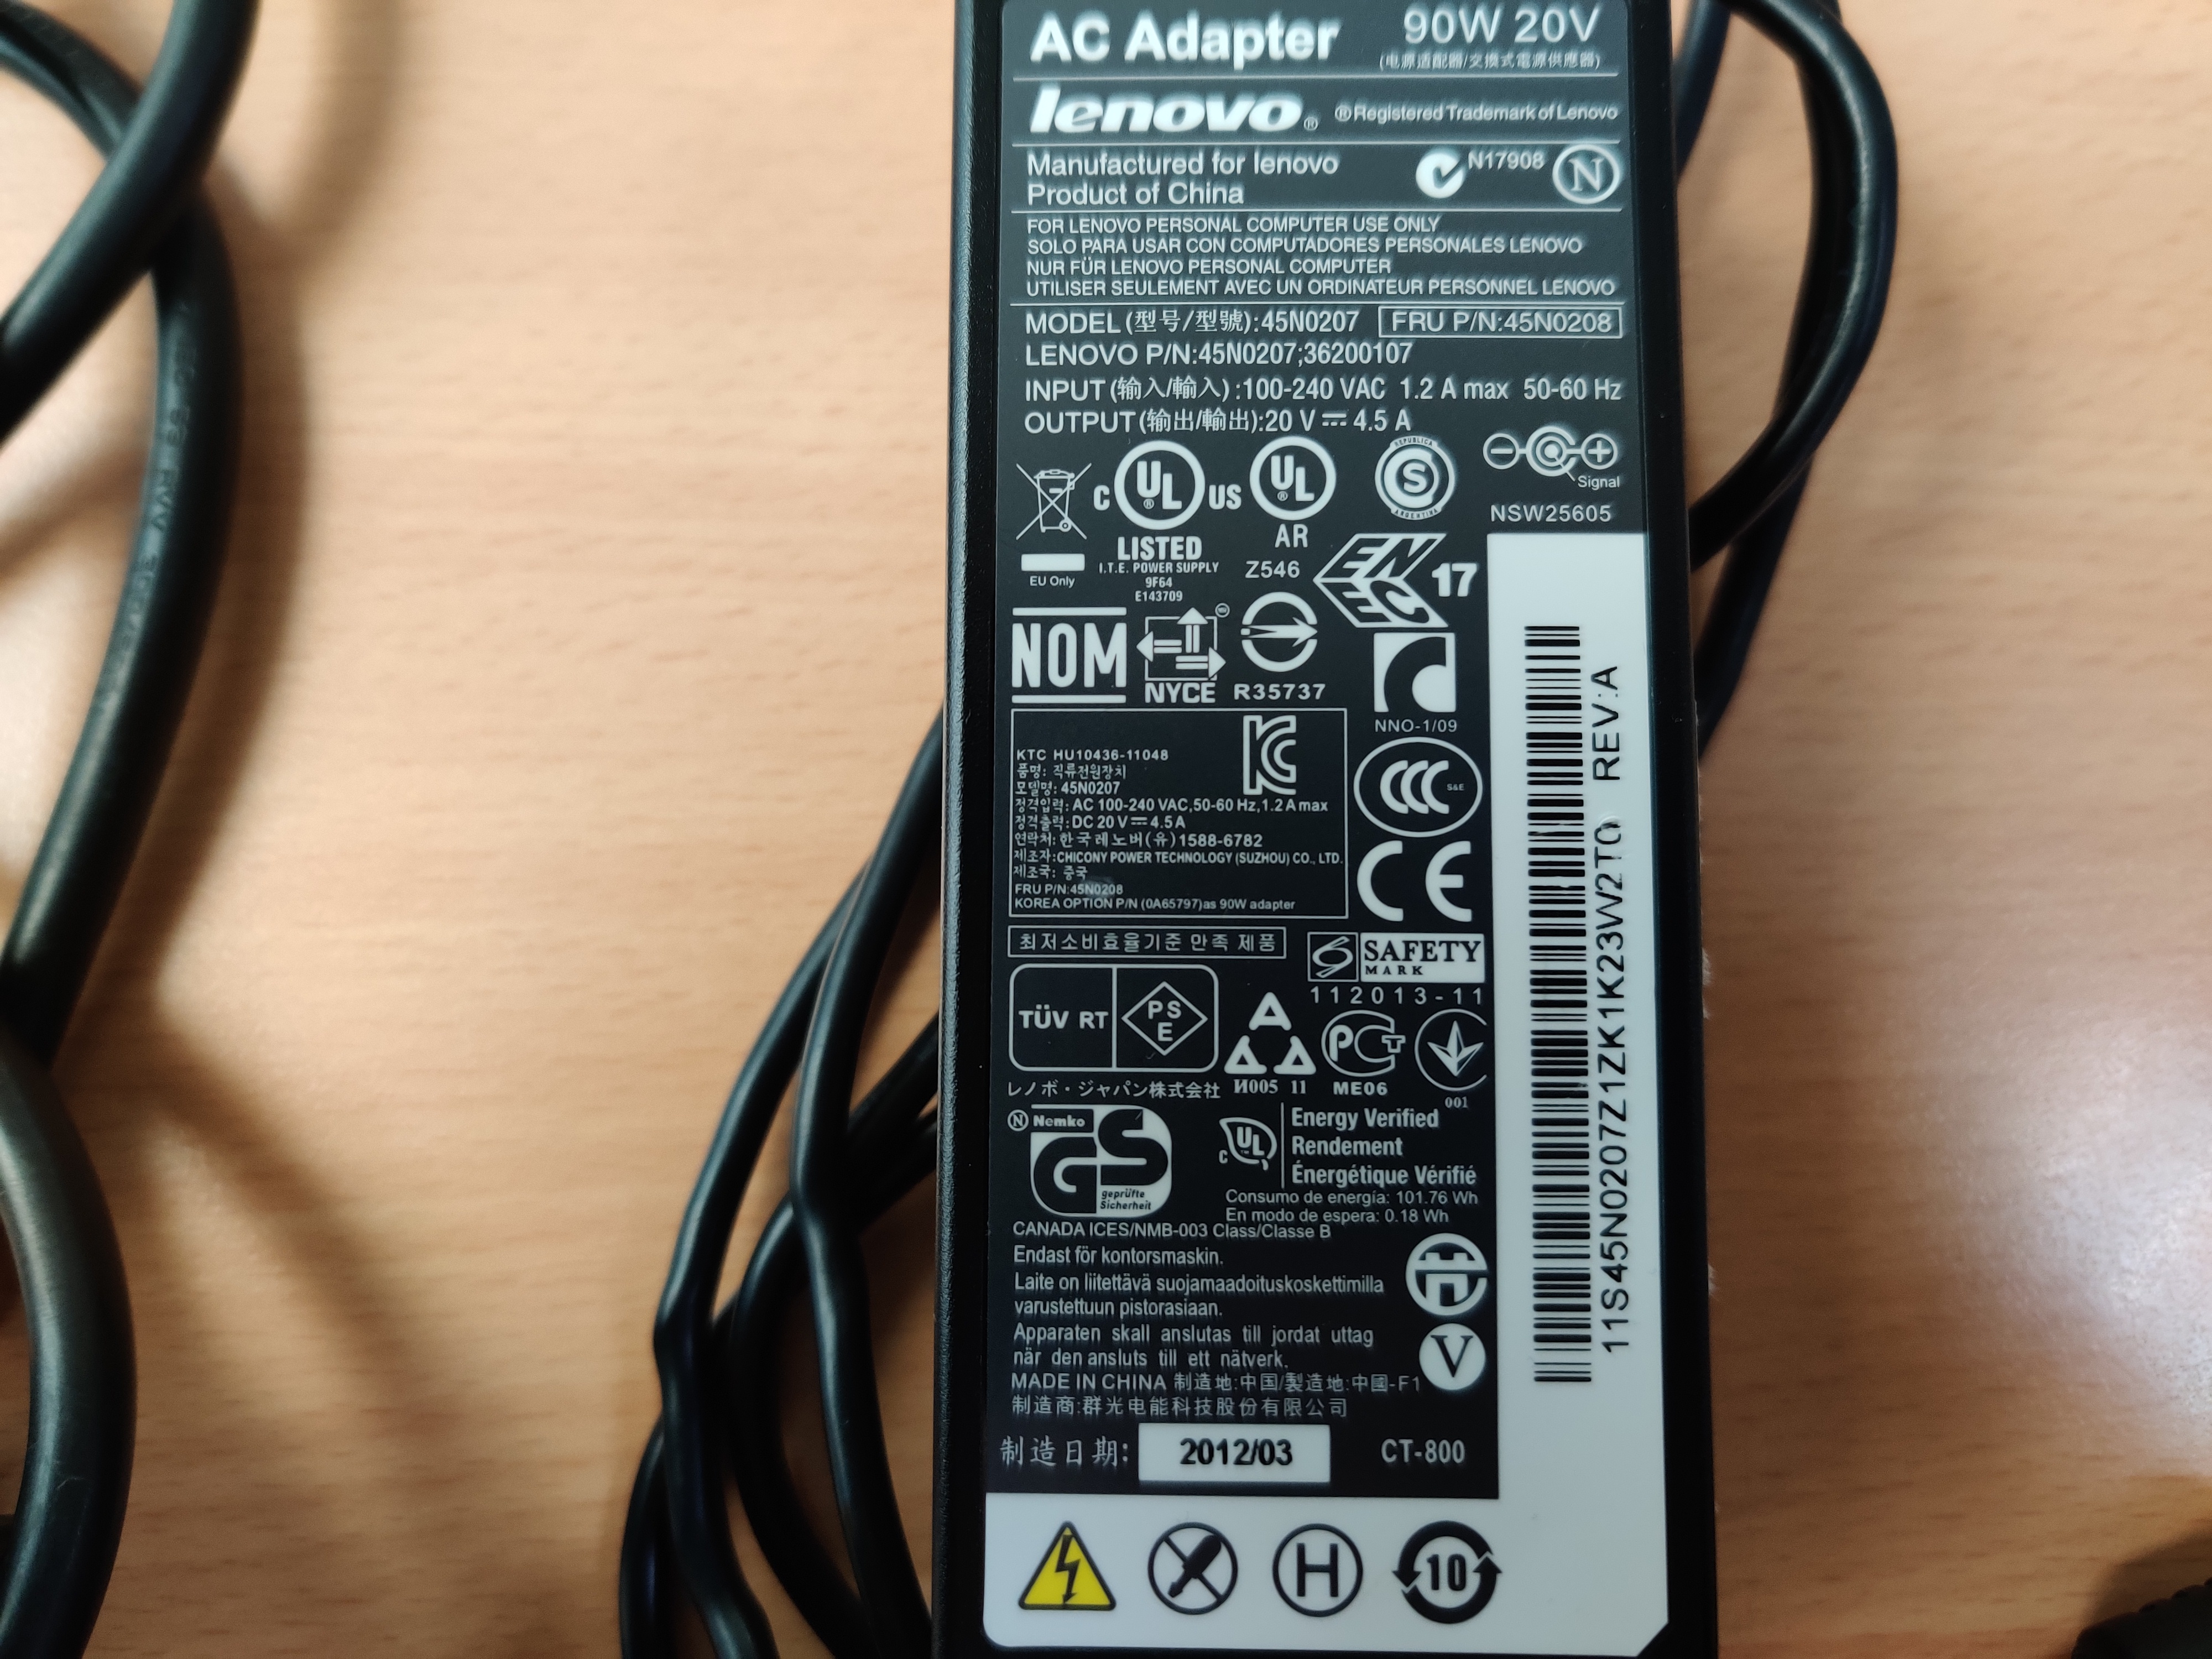 AC Adapter 90W 20V
(电源适配器/交換式電源供應器)
lenovo® ®Registered Trademark of Lenovo
Manufactured for lenovo
Product of China
N17908 N
FOR LENOVO PERSONAL COMPUTER USE ONLY
SOLO PARA USAR CON COMPUTADORES PERSONALES LENOVO
NUR FÜR LENOVO PERSONAL COMPUTER
UTILISER SEULEMENT AVEC UN ORDINATEUR PERSONNEL LENOVO
MODEL (型号/型號):45N0207 FRU P/N:45N0208
LENOVO P/N:45N0207;36200107
INPUT (输入/輸入) :100-240 VAC 1.2 A max 50-60 Hz
OUTPUT (输出/輸出):20 V ⎓ 4.5 A
C UL® US
UL®
AR
REPUBLICA
S
ARGENTINA
Signal
NSW25605
EU Only
LISTED
I.T.E. POWER SUPPLY
9F64
E143709
Z546
ENEC 17
NOM
NYCE
R35737
NNO-1/09
KTC HU10436-11048
품명: 직류전원장치
모델명: 45N0207
정격입력: AC 100-240 VAC,50-60 Hz,1.2 A max
정격출력: DC 20 V ⎓ 4.5 A
연락처: 한국레노버(유)1588-6782
제조자:CHICONY POWER TECHNOLOGY (SUZHOU) CO., LTD.
제조국: 중국
FRU P/N:45N0208
KOREA OPTION P/N (0A65797)as 90W adapter
KC
CCC S&E
CE
최저소비효율기준 만족 제품
SAFETY
MARK
112013-11
TÜV RT
PS
E
レノボ・ジャパン株式会社
И005 11
PCT
ME06
001
N Nemko
GS
geprüfte
Sicherheit
C UL
Energy Verified
Rendement
Énergétique Vérifié
Consumo de energía: 101.76 Wh
En modo de espera: 0.18 Wh
CANADA ICES/NMB-003 Class/Classe B
Endast för kontorsmaskin.
Laite on liitettävä suojamaadoituskoskettimilla
varustettuun pistorasiaan.
Apparaten skall anslutas till jordat uttag
när den ansluts till ett nätverk.
V
MADE IN CHINA 制造地:中国/製造地:中國-F1
制造商:群光电能科技股份有限公司
制造日期: 2012/03 CT-800
H
10
11S45N0207Z1ZK1K23W2T0 REV:A